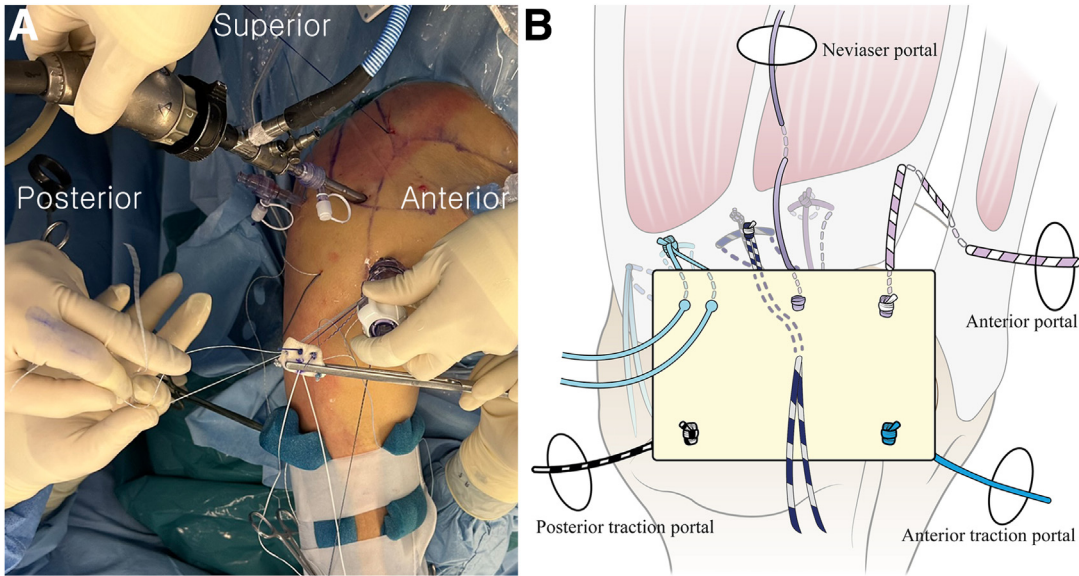 A
Superior
Posterior
Anterior
B
Neviaser portal
Anterior portal
Posterior traction portal
Anterior traction portal